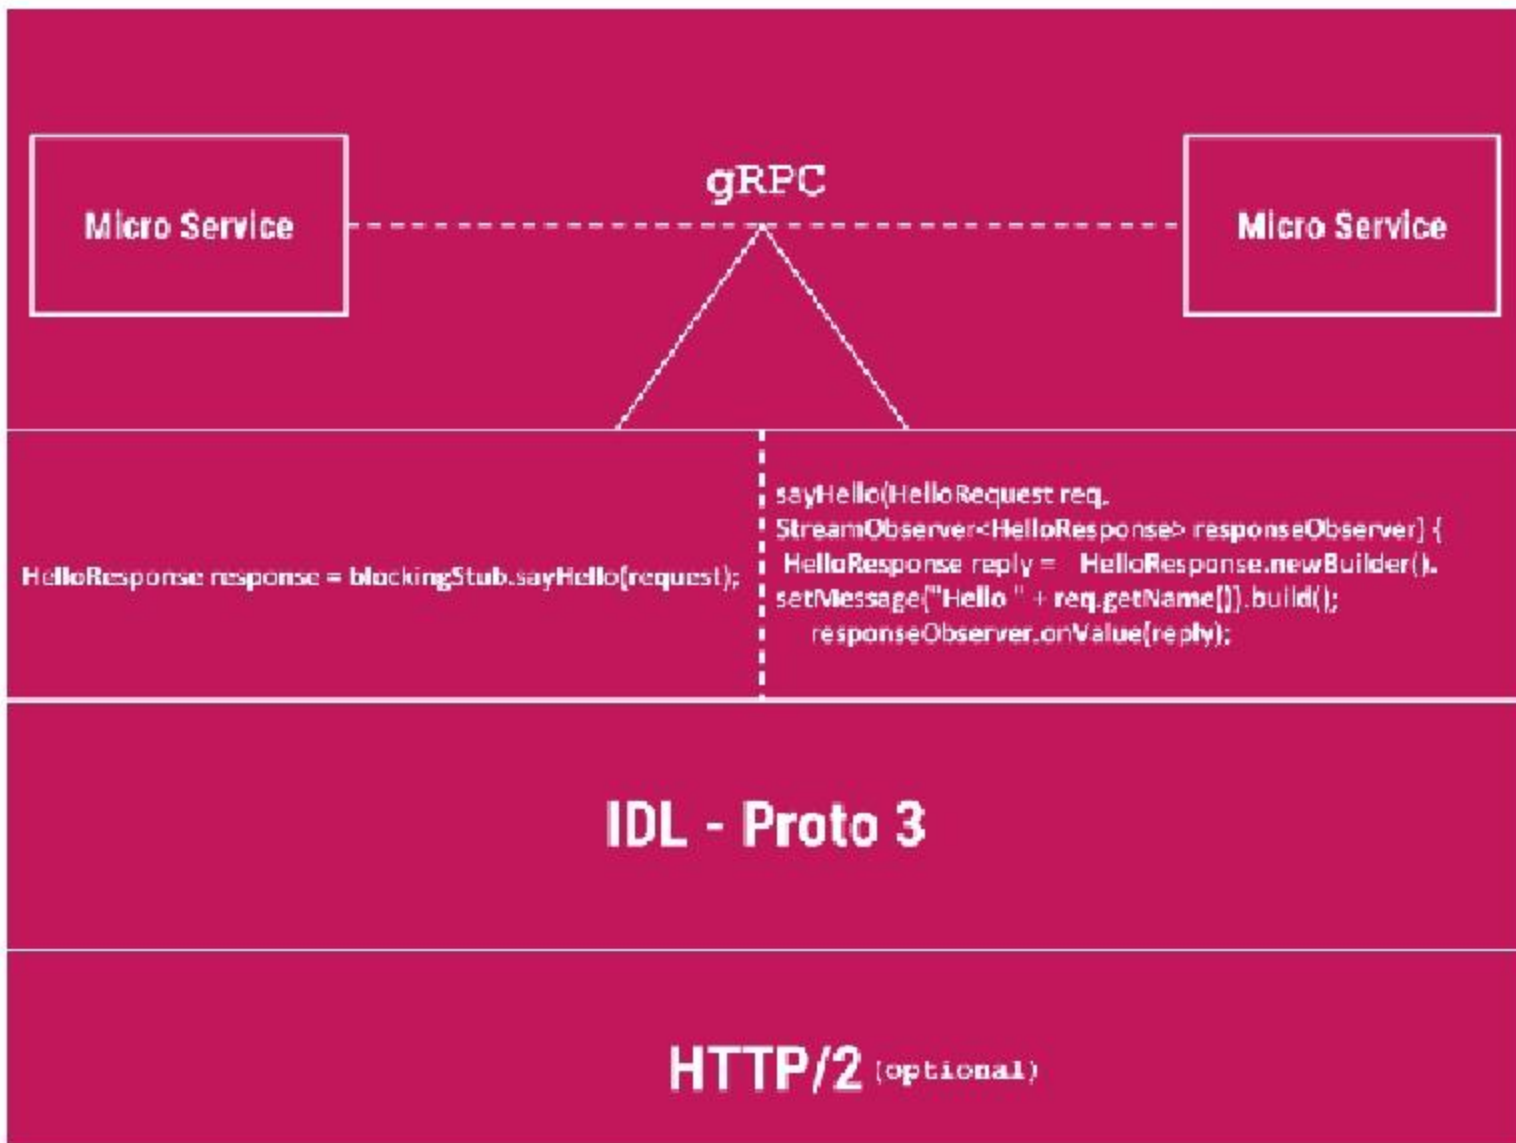 gRPC
Micro Service
Micro Service
HelloResponse response = blockingStub.sayHello(request);
sayHello(HelloRequest req,
StreamObserver<HelloResponse> responseObserver) {
HelloResponse reply = HelloResponse.newBuilder().
setMessage("Hello " + req.getName()).build();
responseObserver.onValue(reply);
IDL - Proto 3
HTTP/2 (optional)